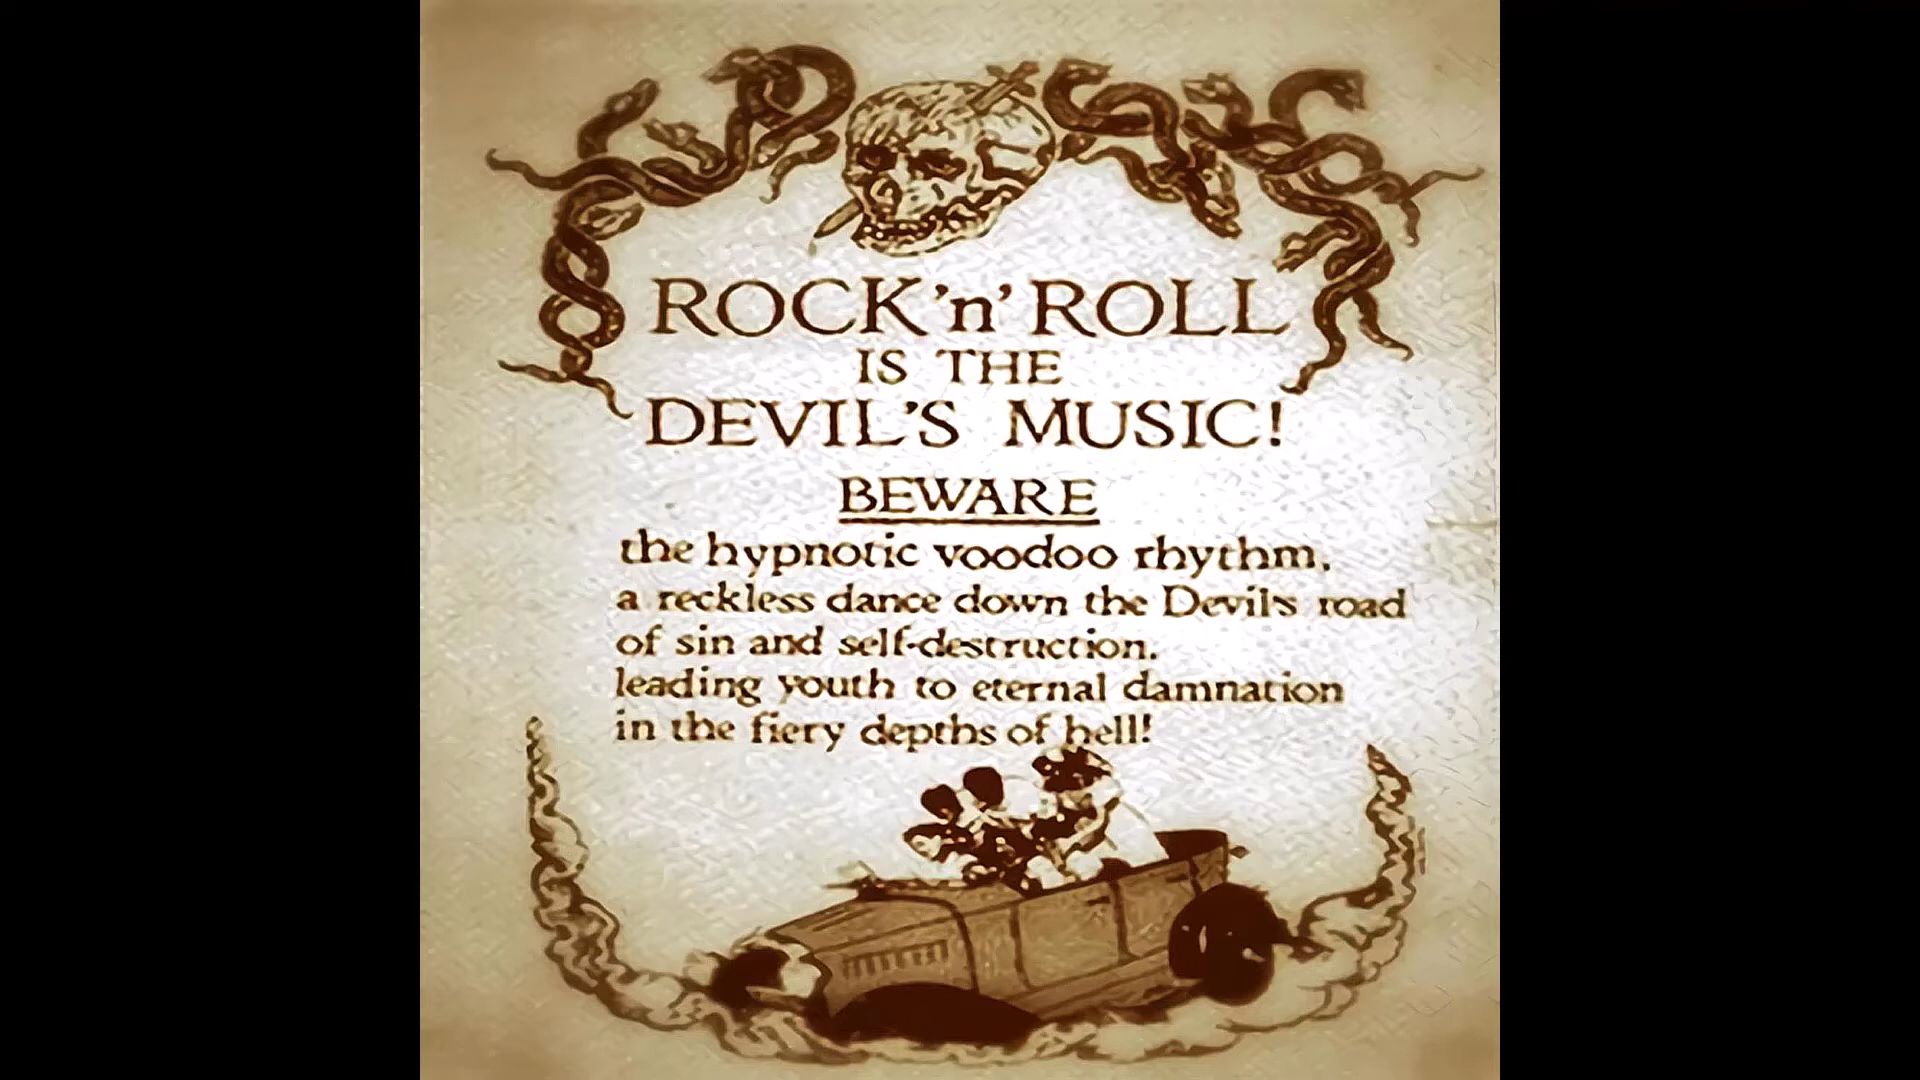 ROCK 'n' ROLL
IS THE
DEVIL'S MUSIC!
BEWARE
the hypnotic voodoo rhythm,
a reckless dance down the Devil's road
of sin and self-destruction.
leading youth to eternal damnation
in the fiery depths of hell!